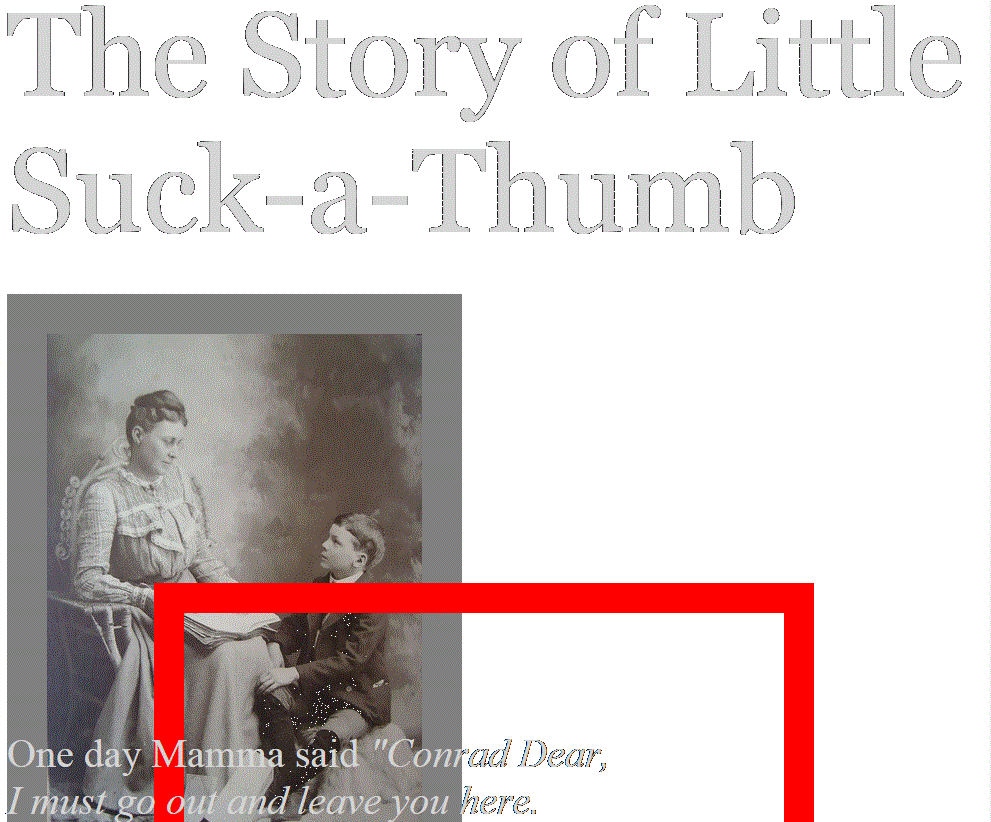 The Story of Little
Suck-a-Thumb
One day Mamma said "Conrad Dear,
I must go out and leave you here.